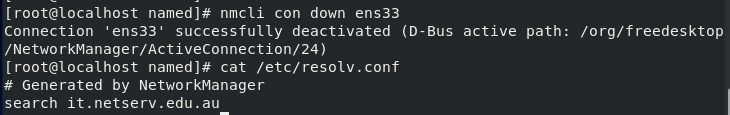 [root@localhost named]# nmcli con down ens33
Connection 'ens33' successfully deactivated (D-Bus active path: /org/freedesktop
/NetworkManager/ActiveConnection/24)
[root@localhost named]# cat /etc/resolv.conf
# Generated by NetworkManager
search it.netserv.edu.au